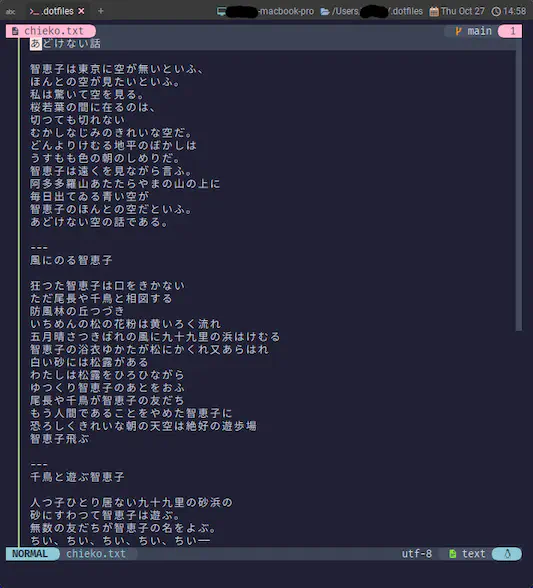 abc
.dotfiles ×
-macbook-pro /Users/ /.dotfiles Thu Oct 27 14:58
chieko.txt main 1
あどけない話
智恵子は東京に空が無いといふ、
ほんとの空が見たいといふ。
私は驚いて空を見る。
桜若葉の間に在るのは、
切つても切れない
むかしなじみのきれいな空だ。
どんよりけむる地平のぼかしは
うすもも色の朝のしめりだ。
智恵子は遠くを見ながら言ふ。
阿多多羅山あたたらやまの山の上に
毎日出てゐる青い空が
智恵子のほんとの空だといふ。
あどけない空の話である。
---
風にのる智恵子
狂つた智恵子は口をきかない
ただ尾長や千鳥と相図する
防風林の丘つづき
いちめんの松の花粉は黄いろく流れ
五月晴さつきばれの風に九十九里の浜はけむる
智恵子の浴衣ゆかたが松にかくれ又あらはれ
白い砂には松露がある
わたしは松露をひろひながら
ゆつくり智恵子のあとをおふ
尾長や千鳥が智恵子の友だち
もう人間であることをやめた智恵子に
恐ろしくきれいな朝の天空は絶好の遊歩場
智恵子飛ぶ
---
千鳥と遊ぶ智恵子
人つ子ひとり居ない九十九里の砂浜の
砂にすわつて智恵子は遊ぶ。
無数の友だちが智恵子の名をよぶ。
ちい、ちい、ちい、ちい、ちい――
NORMAL chieko.txt utf-8 text